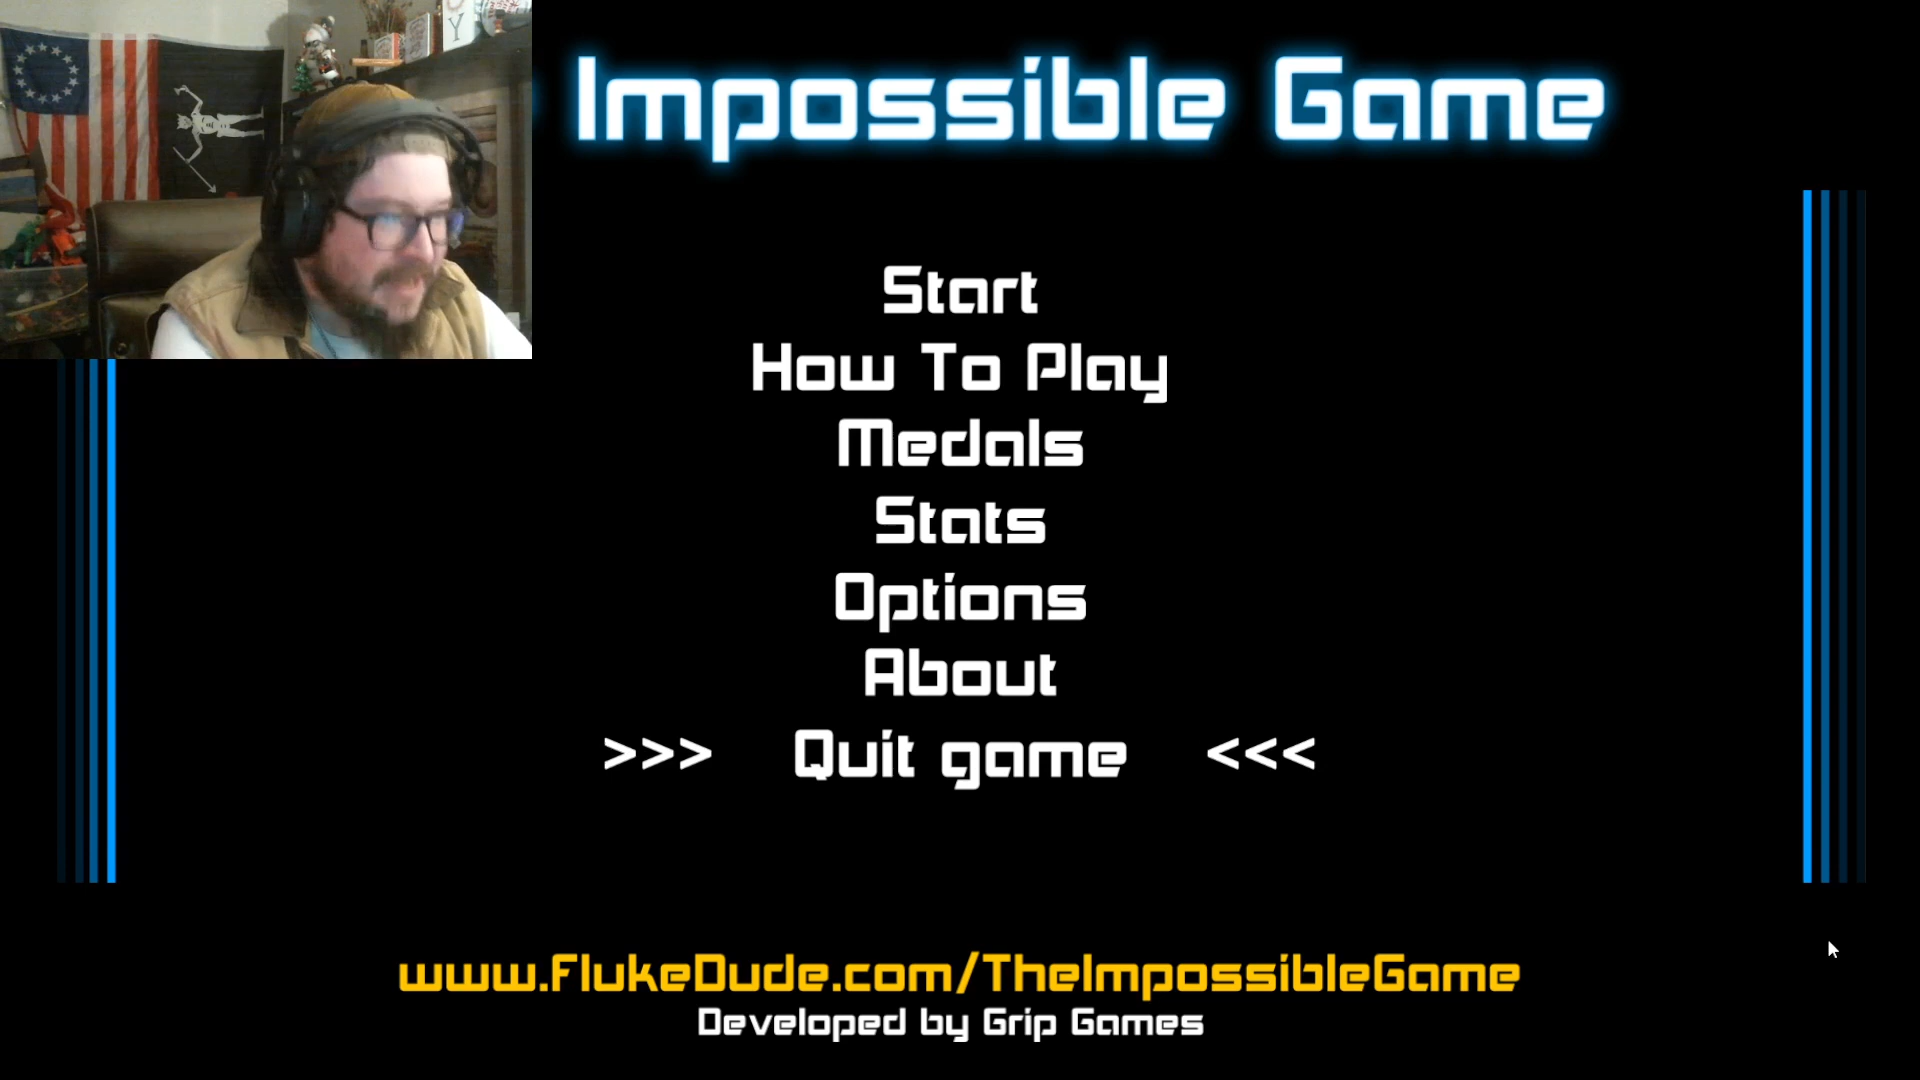 Impossible Game
Start
How To Play
Medals
Stats
Options
About
>>> Quit game <<<
www.FlukeDude.com/TheImpossibleGame
Developed by Grip Games